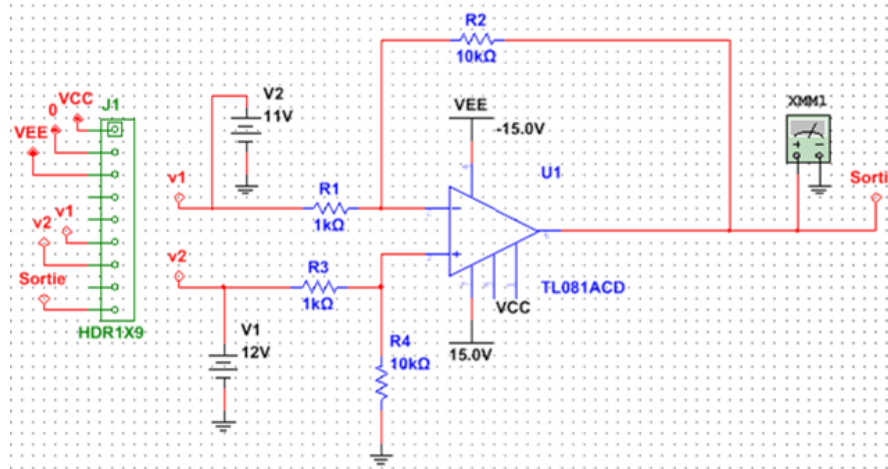 R2
10kΩ
VCC
J1
0
VEE
V2
11V
VEE
-15.0V
XMM1
U1
v1
R1
1kΩ
Sorti
v1
v2
v2
R3
1kΩ
TL081ACD
Sortie
VCC
HDR1X9
V1
12V
R4
10kΩ
15.0V